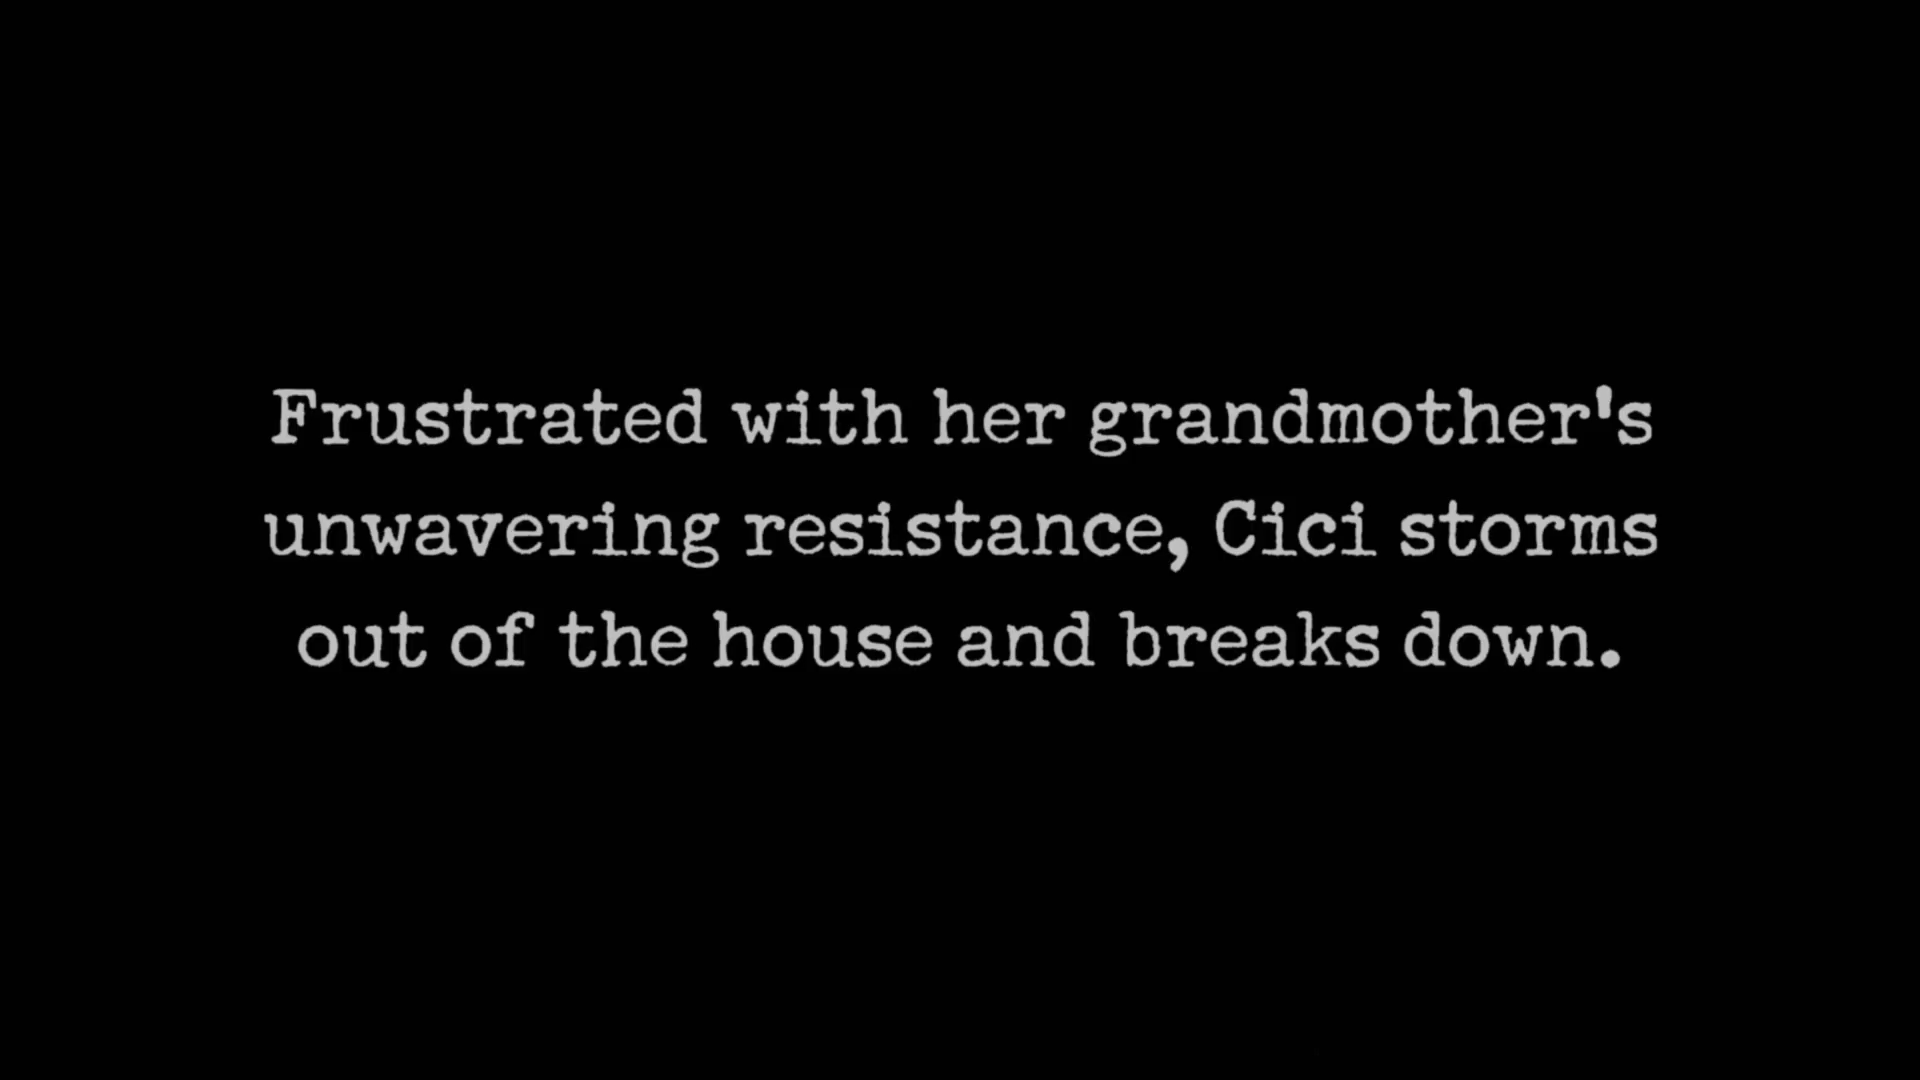 Frustrated with her grandmother's
unwavering resistance, Cici storms
out of the house and breaks down.